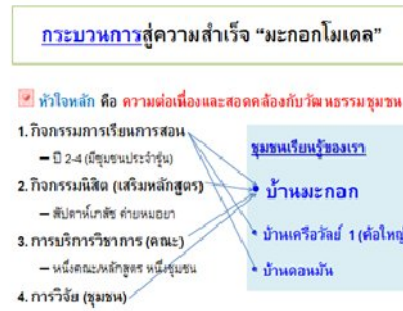 กระบวนการสู่ความสำเร็จ “มะกอกโมเดล”
หัวใจหลัก คือ ความต่อเนื่องและสอดคล้องกับวัฒนธรรมชุมชน
1. กิจกรรมการเรียนการสอน
– ปี 2-4 (มีชุมชนประจำรุ่น)
2. กิจกรรมนิสิต (เสริมหลักสูตร)
– สัปดาห์เภสัช ค่ายหมอยา
3. การบริการวิชาการ (คณะ)
– หนึ่งคณะ/หลักสูตร หนึ่งชุมชน
4. การวิจัย (ชุมชน)
ชุมชนเรียนรู้ของเรา
• บ้านมะกอก
• บ้านเครือวัลย์ 1 (ค้อใหญ่
• บ้านดอนมัน